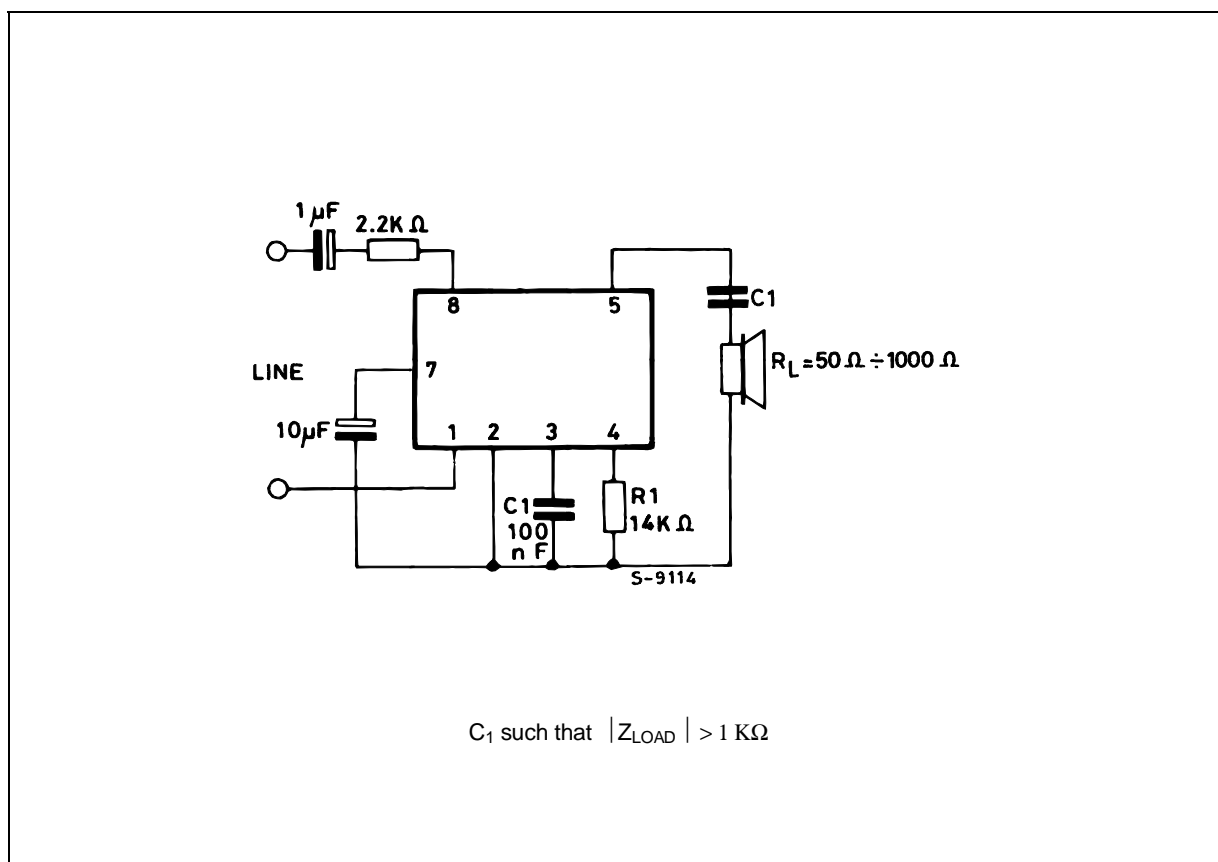 1 μF
2.2K Ω
8
5
C1
RL = 50 Ω ÷ 1000 Ω
LINE
7
10μF
1
2
3
4
C1
100
n F
R1
14K Ω
S-9114
C1 such that |ZLOAD | > 1 KΩ